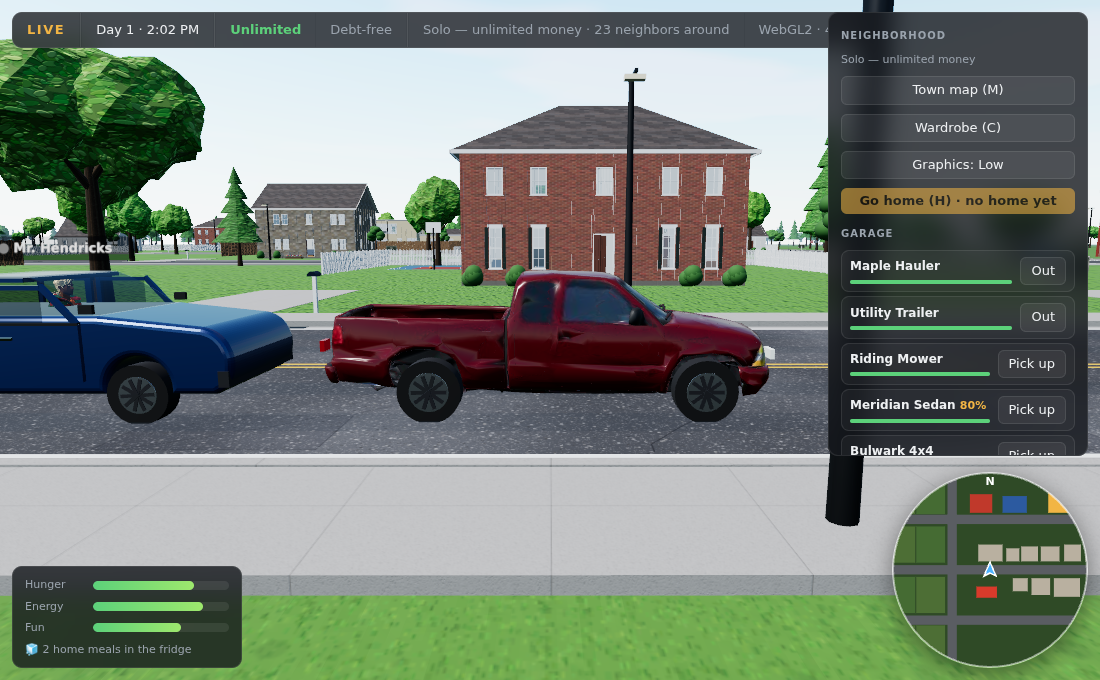 LIVE
Day 1 · 2:02 PM
Unlimited
Debt-free
Solo — unlimited money · 23 neighbors around
WebGL2 ·
NEIGHBORHOOD
Solo — unlimited money
Town map (M)
Wardrobe (C)
Graphics: Low
Go home (H) · no home yet
GARAGE
Maple Hauler
Out
Utility Trailer
Out
Riding Mower
Pick up
Meridian Sedan 80%
Pick up
Bulwark 4x4
Pick up
Mr. Hendricks
N
Hunger
Energy
Fun
2 home meals in the fridge